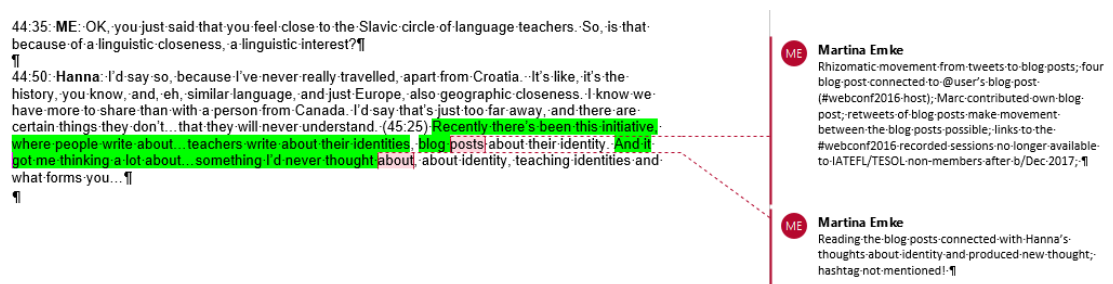 44:35: ME: OK, you just said that you feel close to the Slavic circle of language teachers. So, is that
because of a linguistic closeness, a linguistic interest?¶
¶
44:50: Hanna: I'd say so, because I've never really travelled, apart from Croatia. It's like, it's the
history, you know, and, eh, similar language, and just Europe, also geographic closeness. I know we
have more to share than with a person from Canada. I'd say that's just too far away, and there are
certain things they don't…that they will never understand. (45:25) Recently there's been this initiative,
where people write about…teachers write about their identities, blog posts about their identity. And it
got me thinking a lot about…something I'd never thought about, about identity, teaching identities and
what forms you…¶
¶
ME
Martina Emke
Rhizomatic movement from tweets to blog posts; four
blog post connected to @user's blog post
(#webconf2016 host); Marc contributed own blog
post; retweets of blog posts make movement
between the blog posts possible; links to the
#webconf2016 recorded sessions no longer available
to IATEFL/TESOL non-members after b/Dec 2017; ¶
ME
Martina Emke
Reading the blog posts connected with Hanna's
thoughts about identity and produced new thought;
hashtag not mentioned! ¶